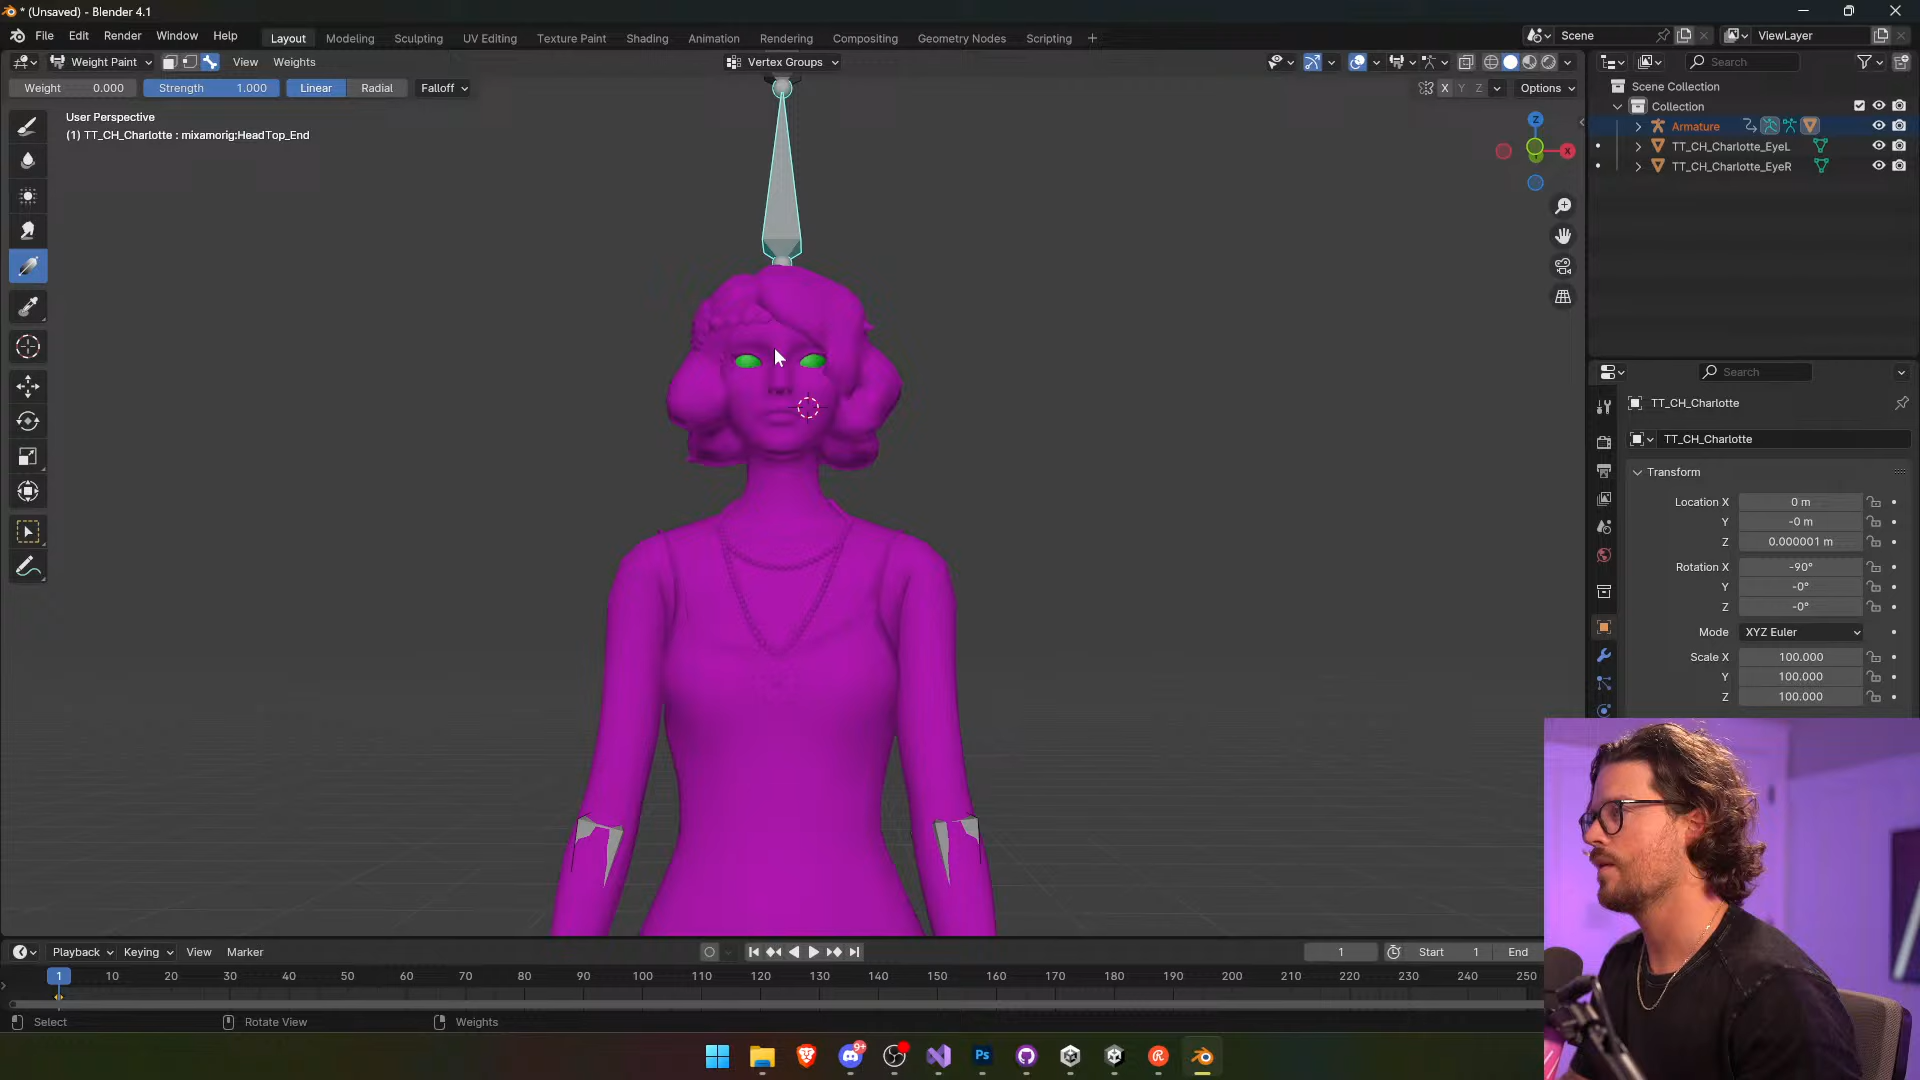 * (Unsaved) - Blender 4.1
File Edit Render Window Help
Layout Modeling Sculpting UV Editing Texture Paint Shading Animation Rendering Compositing Geometry Nodes Scripting
Scene
ViewLayer
Weight Paint View Weights
Vertex Groups
Search
Weight 0.000 Strength 1.000 Linear Radial Falloff
X Y Z Options
Scene Collection
Collection
Armature
TT_CH_Charlotte_EyeL
TT_CH_Charlotte_EyeR
User Perspective
(1) TT_CH_Charlotte : mixamorig:HeadTop_End
Z
X
Y
Search
TT_CH_Charlotte
TT_CH_Charlotte
Transform
Location X 0 m
Y -0 m
Z 0.000001 m
Rotation X -90°
Y -0°
Z -0°
Mode XYZ Euler
Scale X 100.000
Y 100.000
Z 100.000
Playback Keying View Marker
1 Start 1 End
1 10 20 30 40 50 60 70 80 90 100 110 120 130 140 150 160 170 180 190 200 210 220 230 240 250
Select Rotate View Weights
9+
Ps